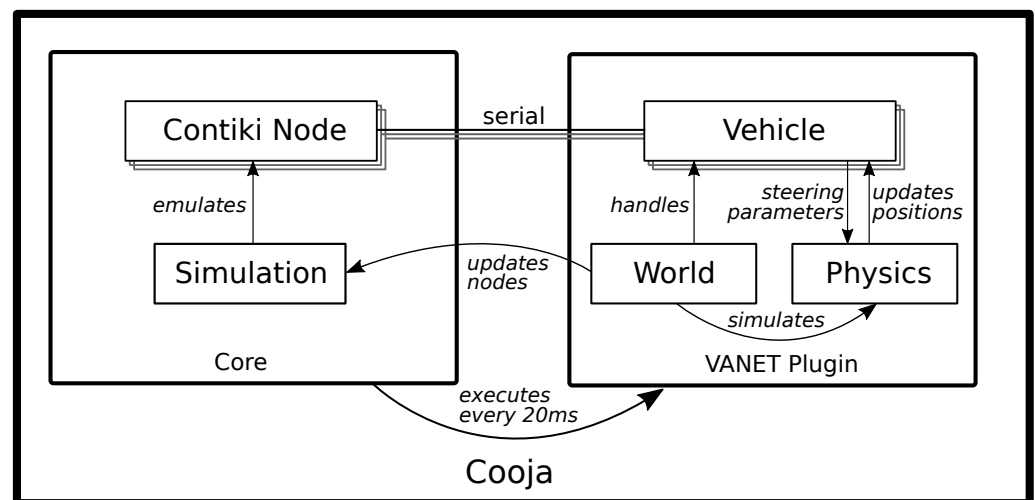 Contiki Node
serial
Vehicle
emulates
handles
steering
parameters
updates
positions
Simulation
updates
nodes
World
Physics
simulates
Core
VANET Plugin
executes
every 20ms
Cooja